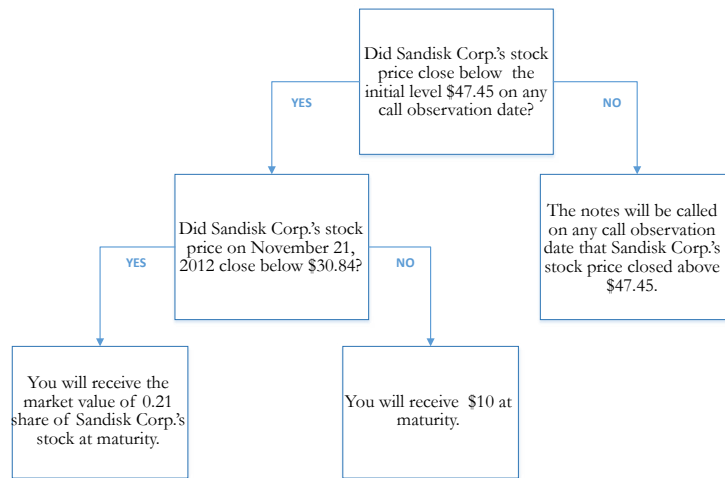 Did Sandisk Corp.'s stock
price close below the
initial level $47.45 on any
call observation date?
YES
NO
Did Sandisk Corp.'s stock
price on November 21,
2012 close below $30.84?
The notes will be called
on any call observation
date that Sandisk Corp.'s
stock price closed above
$47.45.
YES
NO
You will receive the
market value of 0.21
share of Sandisk Corp.'s
stock at maturity.
You will receive $10 at
maturity.